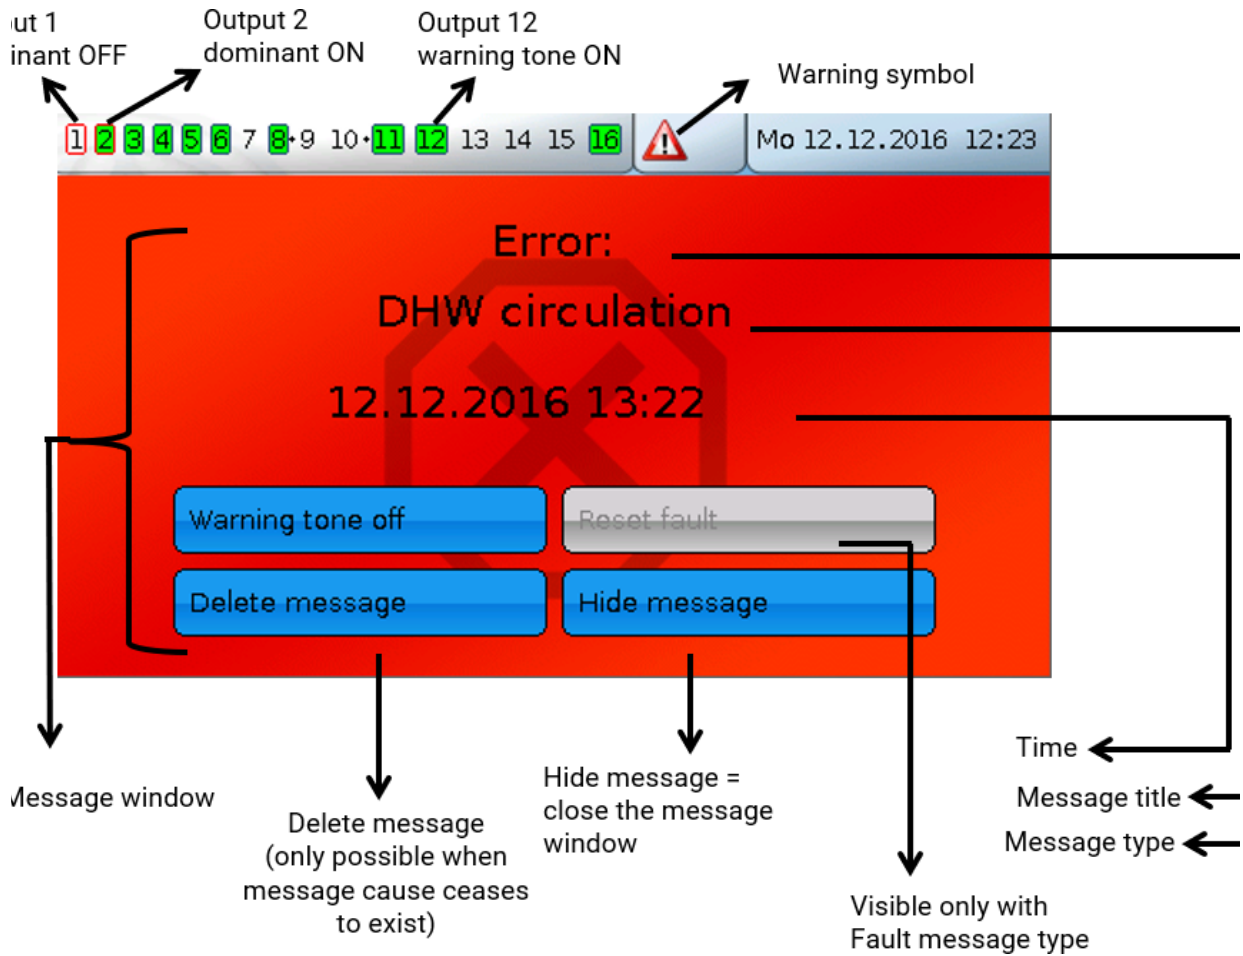 ut 1
inant OFF
Output 2
dominant ON
Output 12
warning tone ON
Warning symbol
1 2 3 4 5 6 7 8 9 10 11 12 13 14 15 16
Mo 12.12.2016 12:23
Error:
DHW circulation
12.12.2016 13:22
Warning tone off
Reset fault
Delete message
Hide message
Message window
Delete message
(only possible when
message cause ceases
to exist)
Hide message =
close the message
window
Time
Message title
Message type
Visible only with
Fault message type